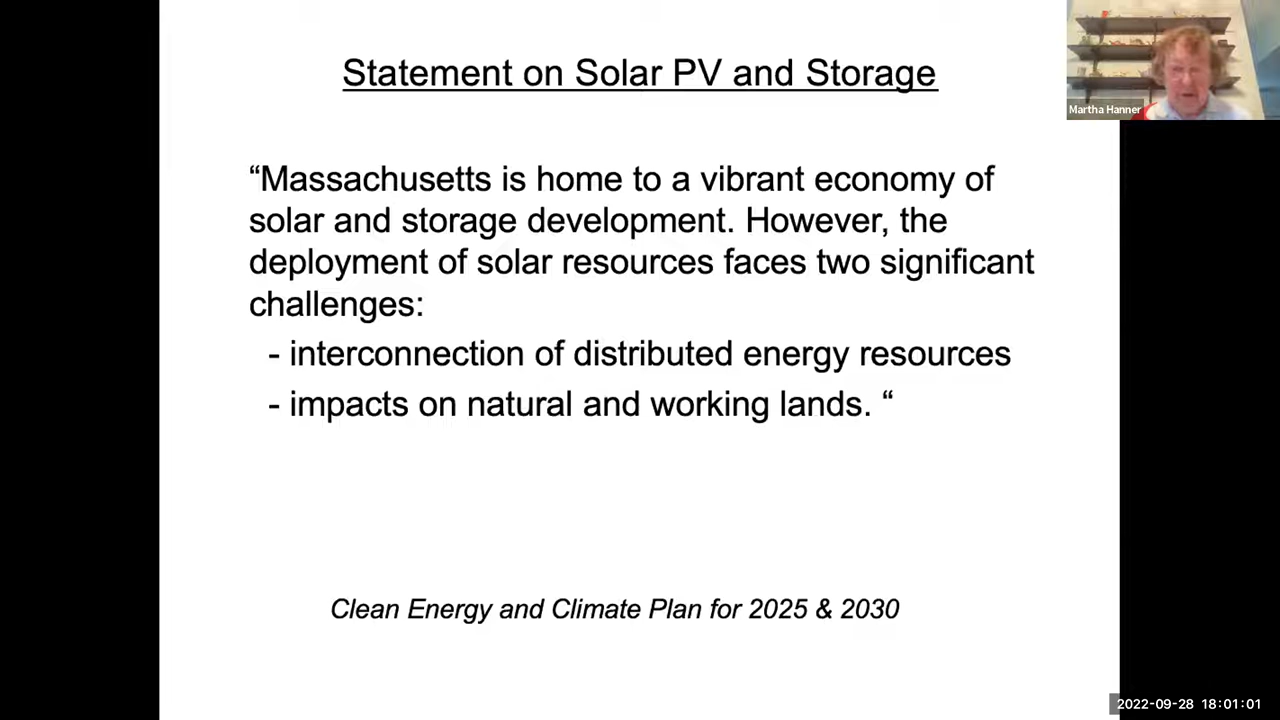 Statement on Solar PV and Storage
Martha Hanner
“Massachusetts is home to a vibrant economy of
solar and storage development. However, the
deployment of solar resources faces two significant
challenges:
- interconnection of distributed energy resources
- impacts on natural and working lands. “
Clean Energy and Climate Plan for 2025 & 2030
2022-09-28 18:01:01